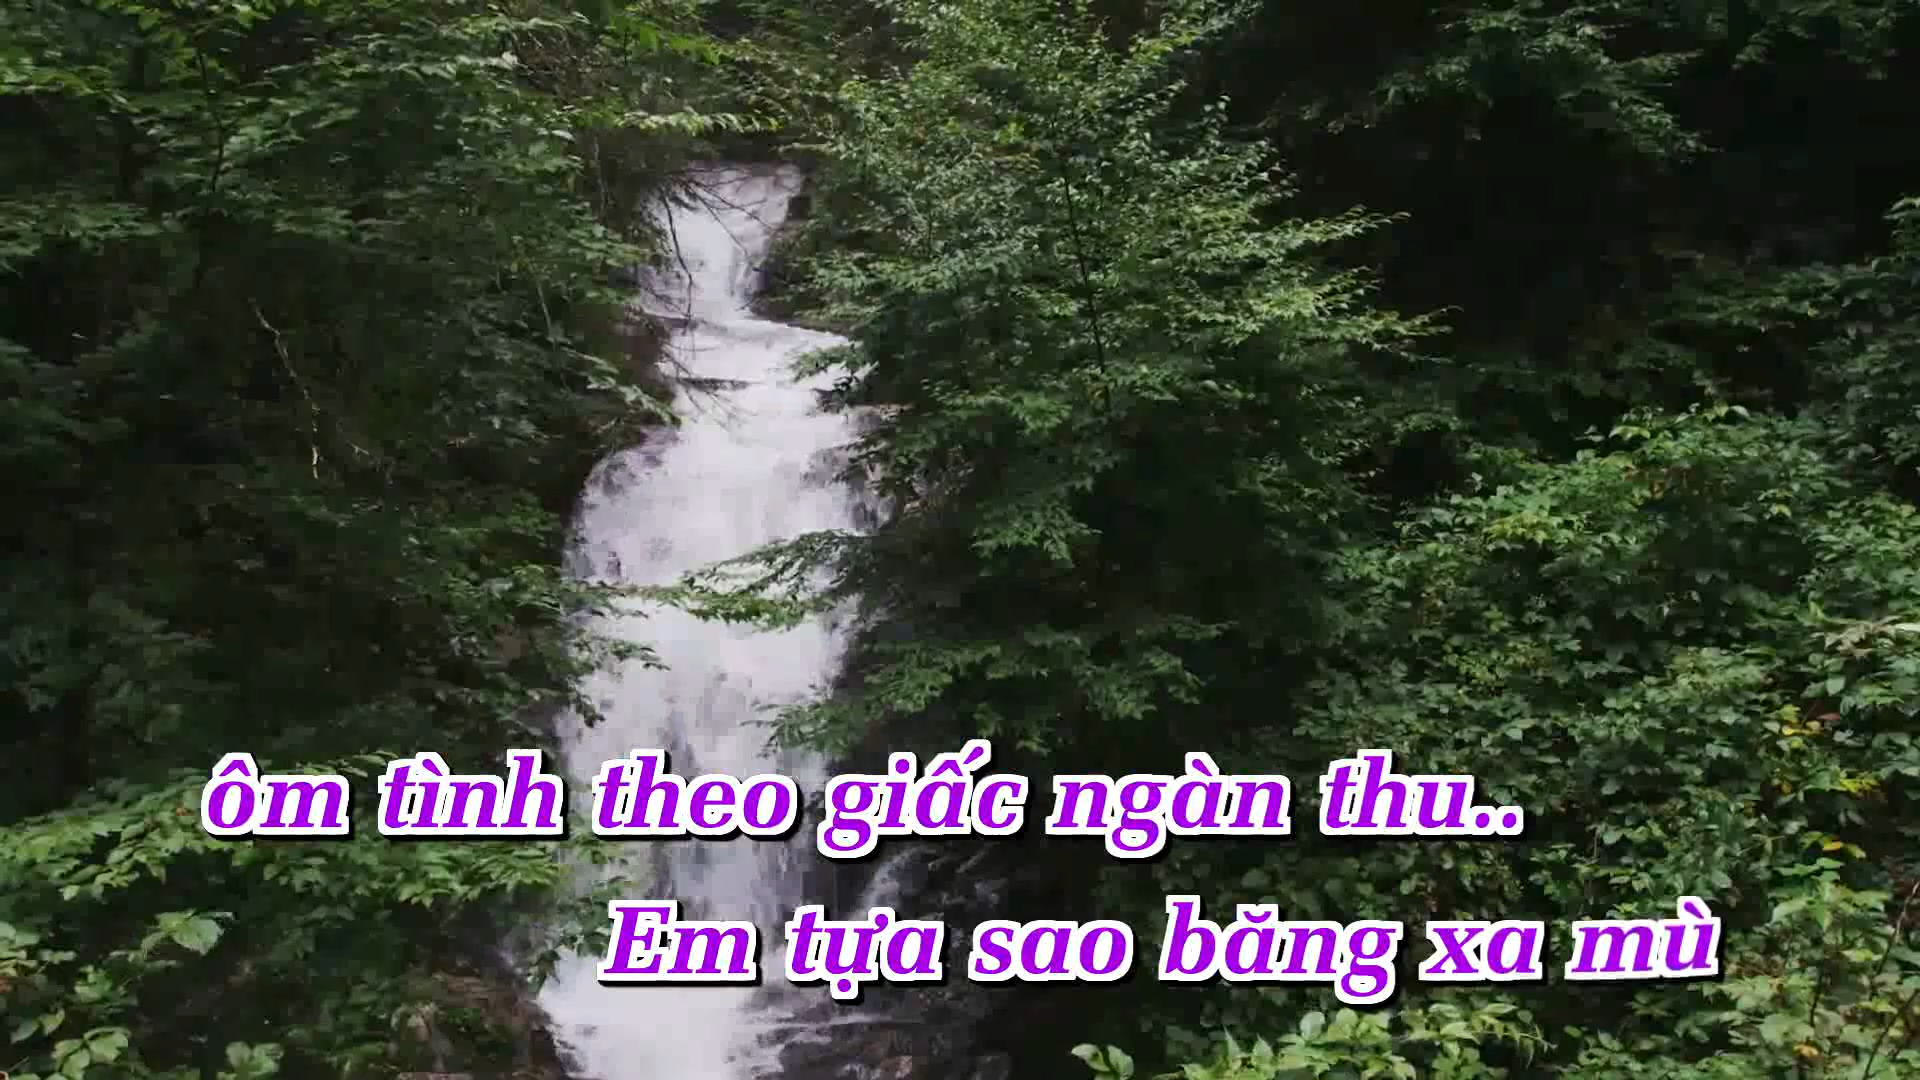 ôm tình theo giấc ngàn thu..
Em tựa sao băng xa mù